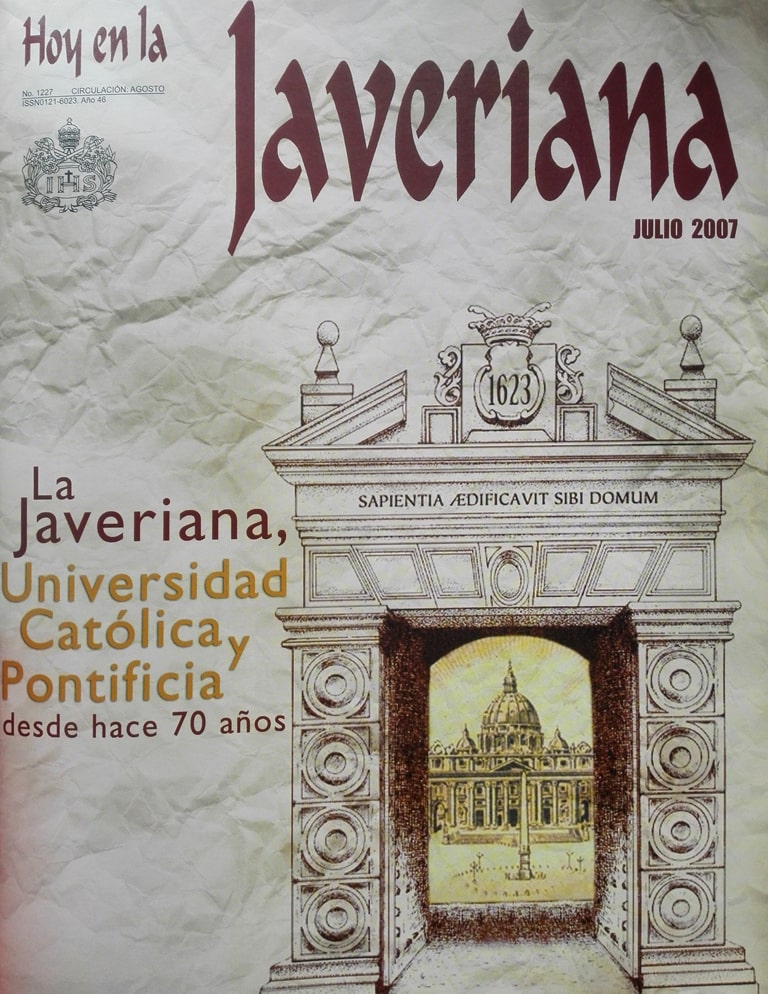 Hoy en la
Javeriana
No. 1227 CIRCULACIÓN: AGOSTO
ISSN0121-6023. Año 46
IHS
JULIO 2007
1623
SAPIENTIA ÆDIFICAVIT SIBI DOMUM
La
Javeriana,
Universidad
Católica y
Pontificia
desde hace 70 años